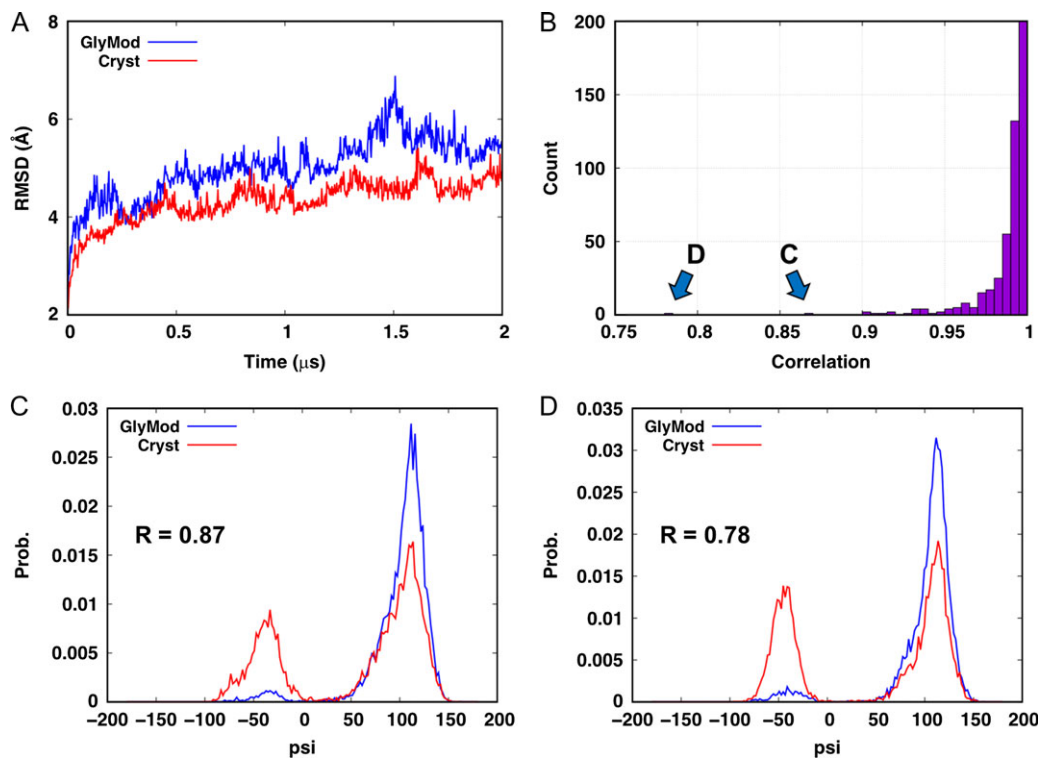 A
8
GlyMod
Cryst
6
4
2
RMSD (Å)
0
0.5
1
1.5
2
Time (μs)
B
200
150
100
50
0
Count
D
C
0.75
0.8
0.85
0.9
0.95
1
Correlation
C
0.03
GlyMod
Cryst
0.025
0.02
0.015
0.01
0.005
0
Prob.
R = 0.87
−200
−150
−100
−50
0
50
100
150
200
psi
D
0.035
GlyMod
Cryst
0.03
0.025
0.02
0.015
0.01
0.005
0
Prob.
R = 0.78
−200
−150
−100
−50
0
50
100
150
200
psi